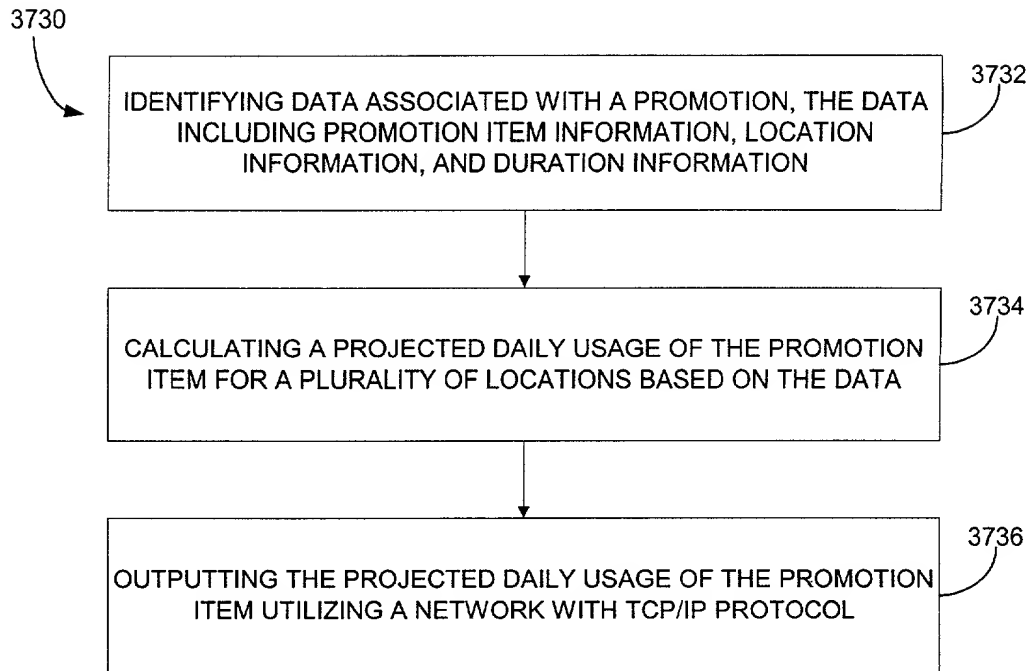 3730
3732
IDENTIFYING DATA ASSOCIATED WITH A PROMOTION, THE DATA
INCLUDING PROMOTION ITEM INFORMATION, LOCATION
INFORMATION, AND DURATION INFORMATION
3734
CALCULATING A PROJECTED DAILY USAGE OF THE PROMOTION
ITEM FOR A PLURALITY OF LOCATIONS BASED ON THE DATA
3736
OUTPUTTING THE PROJECTED DAILY USAGE OF THE PROMOTION
ITEM UTILIZING A NETWORK WITH TCP/IP PROTOCOL